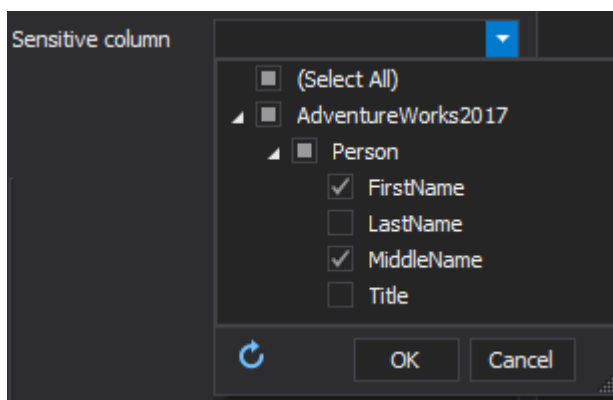 Sensitive column
(Select All)
AdventureWorks2017
Person
FirstName
LastName
MiddleName
Title
OK Cancel